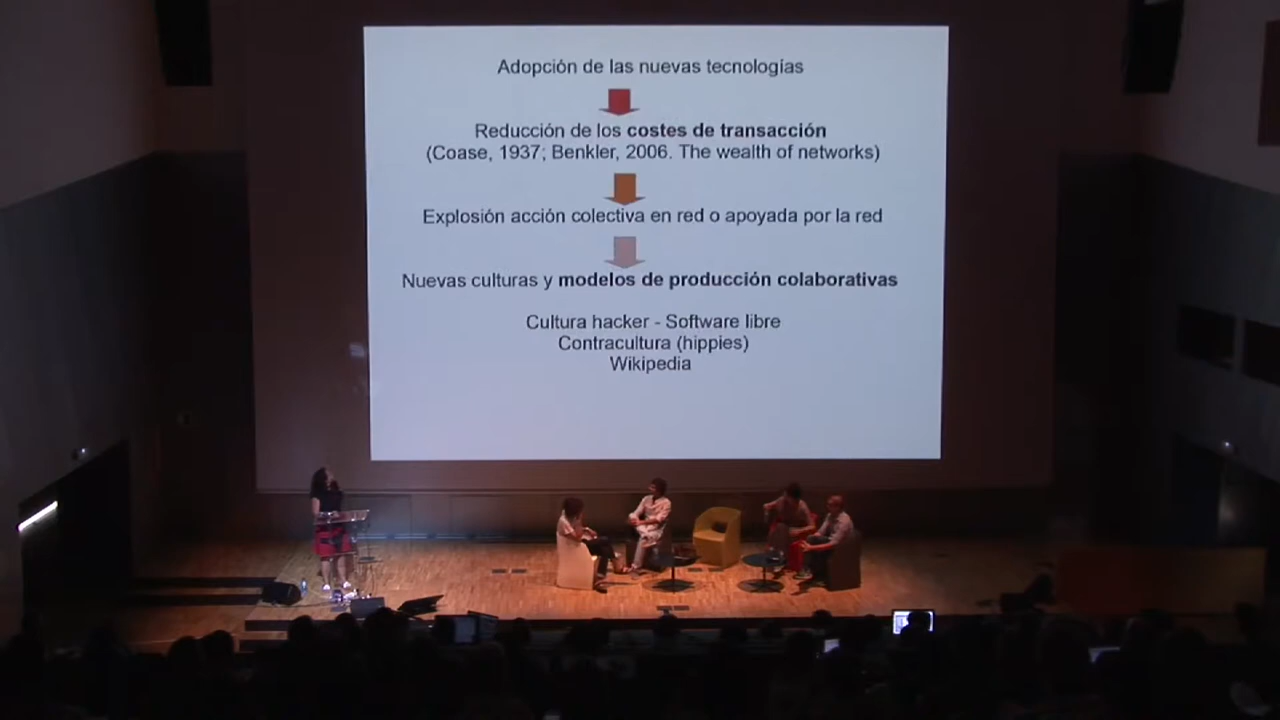 Adopción de las nuevas tecnologías
Reducción de los costes de transacción
(Coase, 1937; Benkler, 2006. The wealth of networks)
Explosión acción colectiva en red o apoyada por la red
Nuevas culturas y modelos de producción colaborativas
Cultura hacker - Software libre
Contracultura (hippies)
Wikipedia